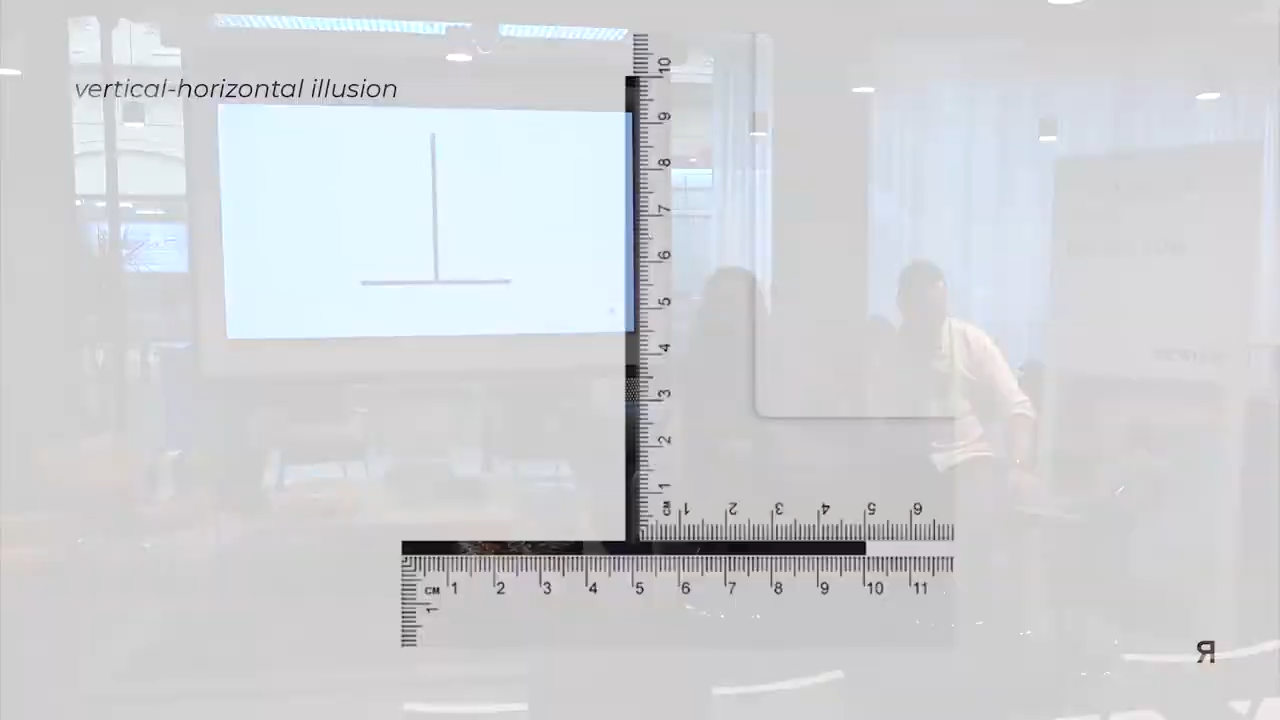 vertical-horizontal illusion
10
9
8
7
6
5
4
3
2
1
CM
1 2 3 4 5 6
CM 1 2 3 4 5 6 7 8 9 10 11
1
Я